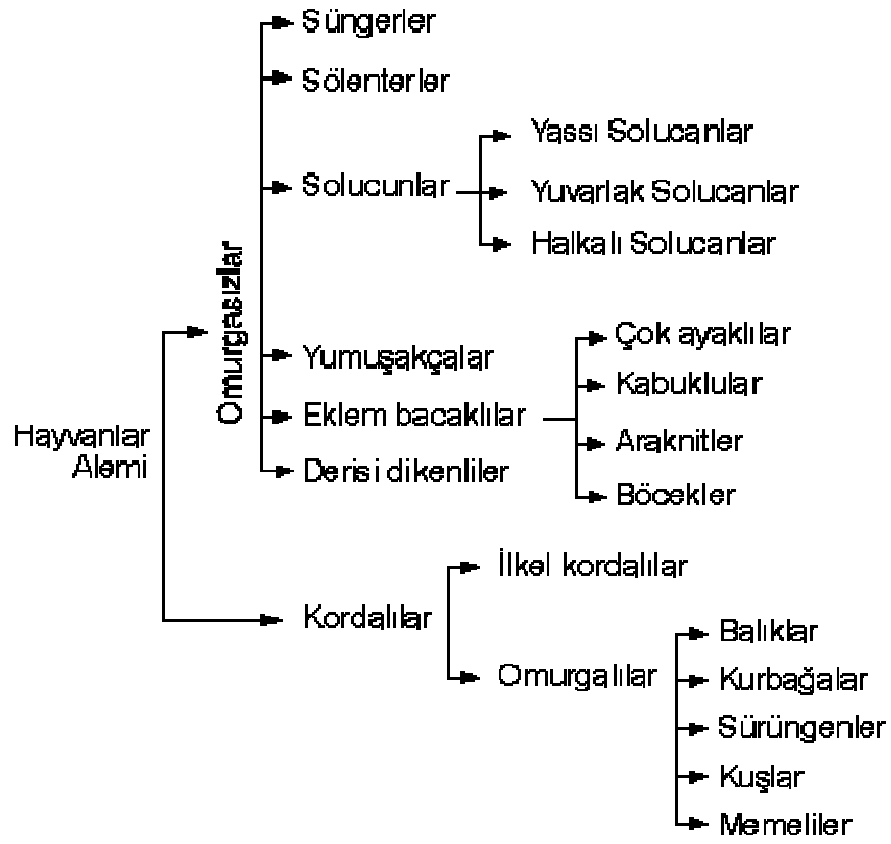 Süngerler
Sölenterler
Solucunlar
Yassı Solucanlar
Yuvarlak Solucanlar
Halkalı Solucanlar
Omurgasızlar
Yumuşakçalar
Eklem bacaklılar
Çok ayaklılar
Kabuklular
Araknitler
Böcekler
Derisi dikenliler
Hayvanlar
Alemi
Kordalılar
İlkel kordalılar
Omurgalılar
Balıklar
Kurbağalar
Sürüngenler
Kuşlar
Memeliler